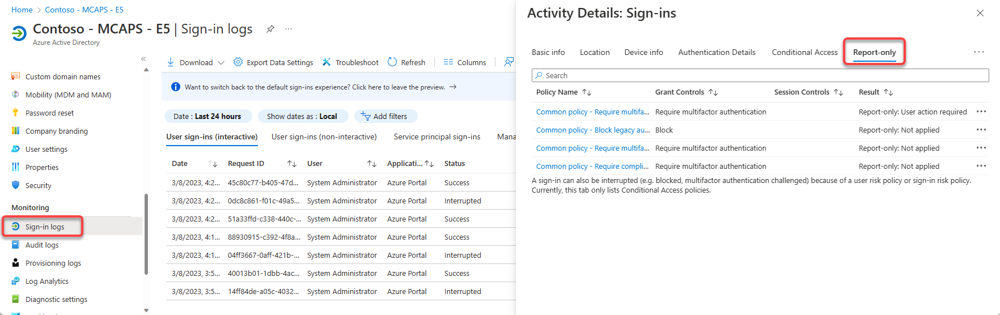 Home > Contoso - MCAPS - E5
Contoso - MCAPS - E5 | Sign-in logs
Azure Active Directory
Custom domain names
Mobility (MDM and MAM)
Password reset
Company branding
User settings
Properties
Security
Monitoring
Sign-in logs
Audit logs
Provisioning logs
Log Analytics
Diagnostic settings
Download Export Data Settings Troubleshoot Refresh Columns
Want to switch back to the default sign-ins experience? Click here to leave the preview. →
Date : Last 24 hours Show dates as : Local Add filters
User sign-ins (interactive) User sign-ins (non-interactive) Service principal sign-ins Mana
Date Request ID User Applicati... Status
3/8/2023, 4:2... 45c80c77-b405-47d... System Administrator Azure Portal Success
3/8/2023, 4:2... 0dc8c861-f01c-49a5... System Administrator Azure Portal Interrupted
3/8/2023, 4:2... 51a33ffd-c338-440c-... System Administrator Azure Portal Success
3/8/2023, 4:1... 88930915-c392-4f8a... System Administrator Azure Portal Success
3/8/2023, 4:1... 04ff3667-0aff-421b-... System Administrator Azure Portal Interrupted
3/8/2023, 3:5... 40013b01-1dbb-4ac... System Administrator Azure Portal Success
3/8/2023, 3:5... 14ff84de-a05c-4032... System Administrator Azure Portal Interrupted
Activity Details: Sign-ins
Basic info Location Device info Authentication Details Conditional Access Report-only
Search
Policy Name Grant Controls Session Controls Result
Common policy - Require multifa... Require multifactor authentication Report-only: User action required
Common policy - Block legacy au... Block Report-only: Not applied
Common policy - Require multifa... Require multifactor authentication Report-only: Not applied
Common policy - Require compli... Require multifactor authentication Report-only: Not applied
A sign-in can also be interrupted (e.g. blocked, multifactor authentication challenged) because of a user risk policy or sign-in risk policy.
Currently, this tab only lists Conditional Access policies.